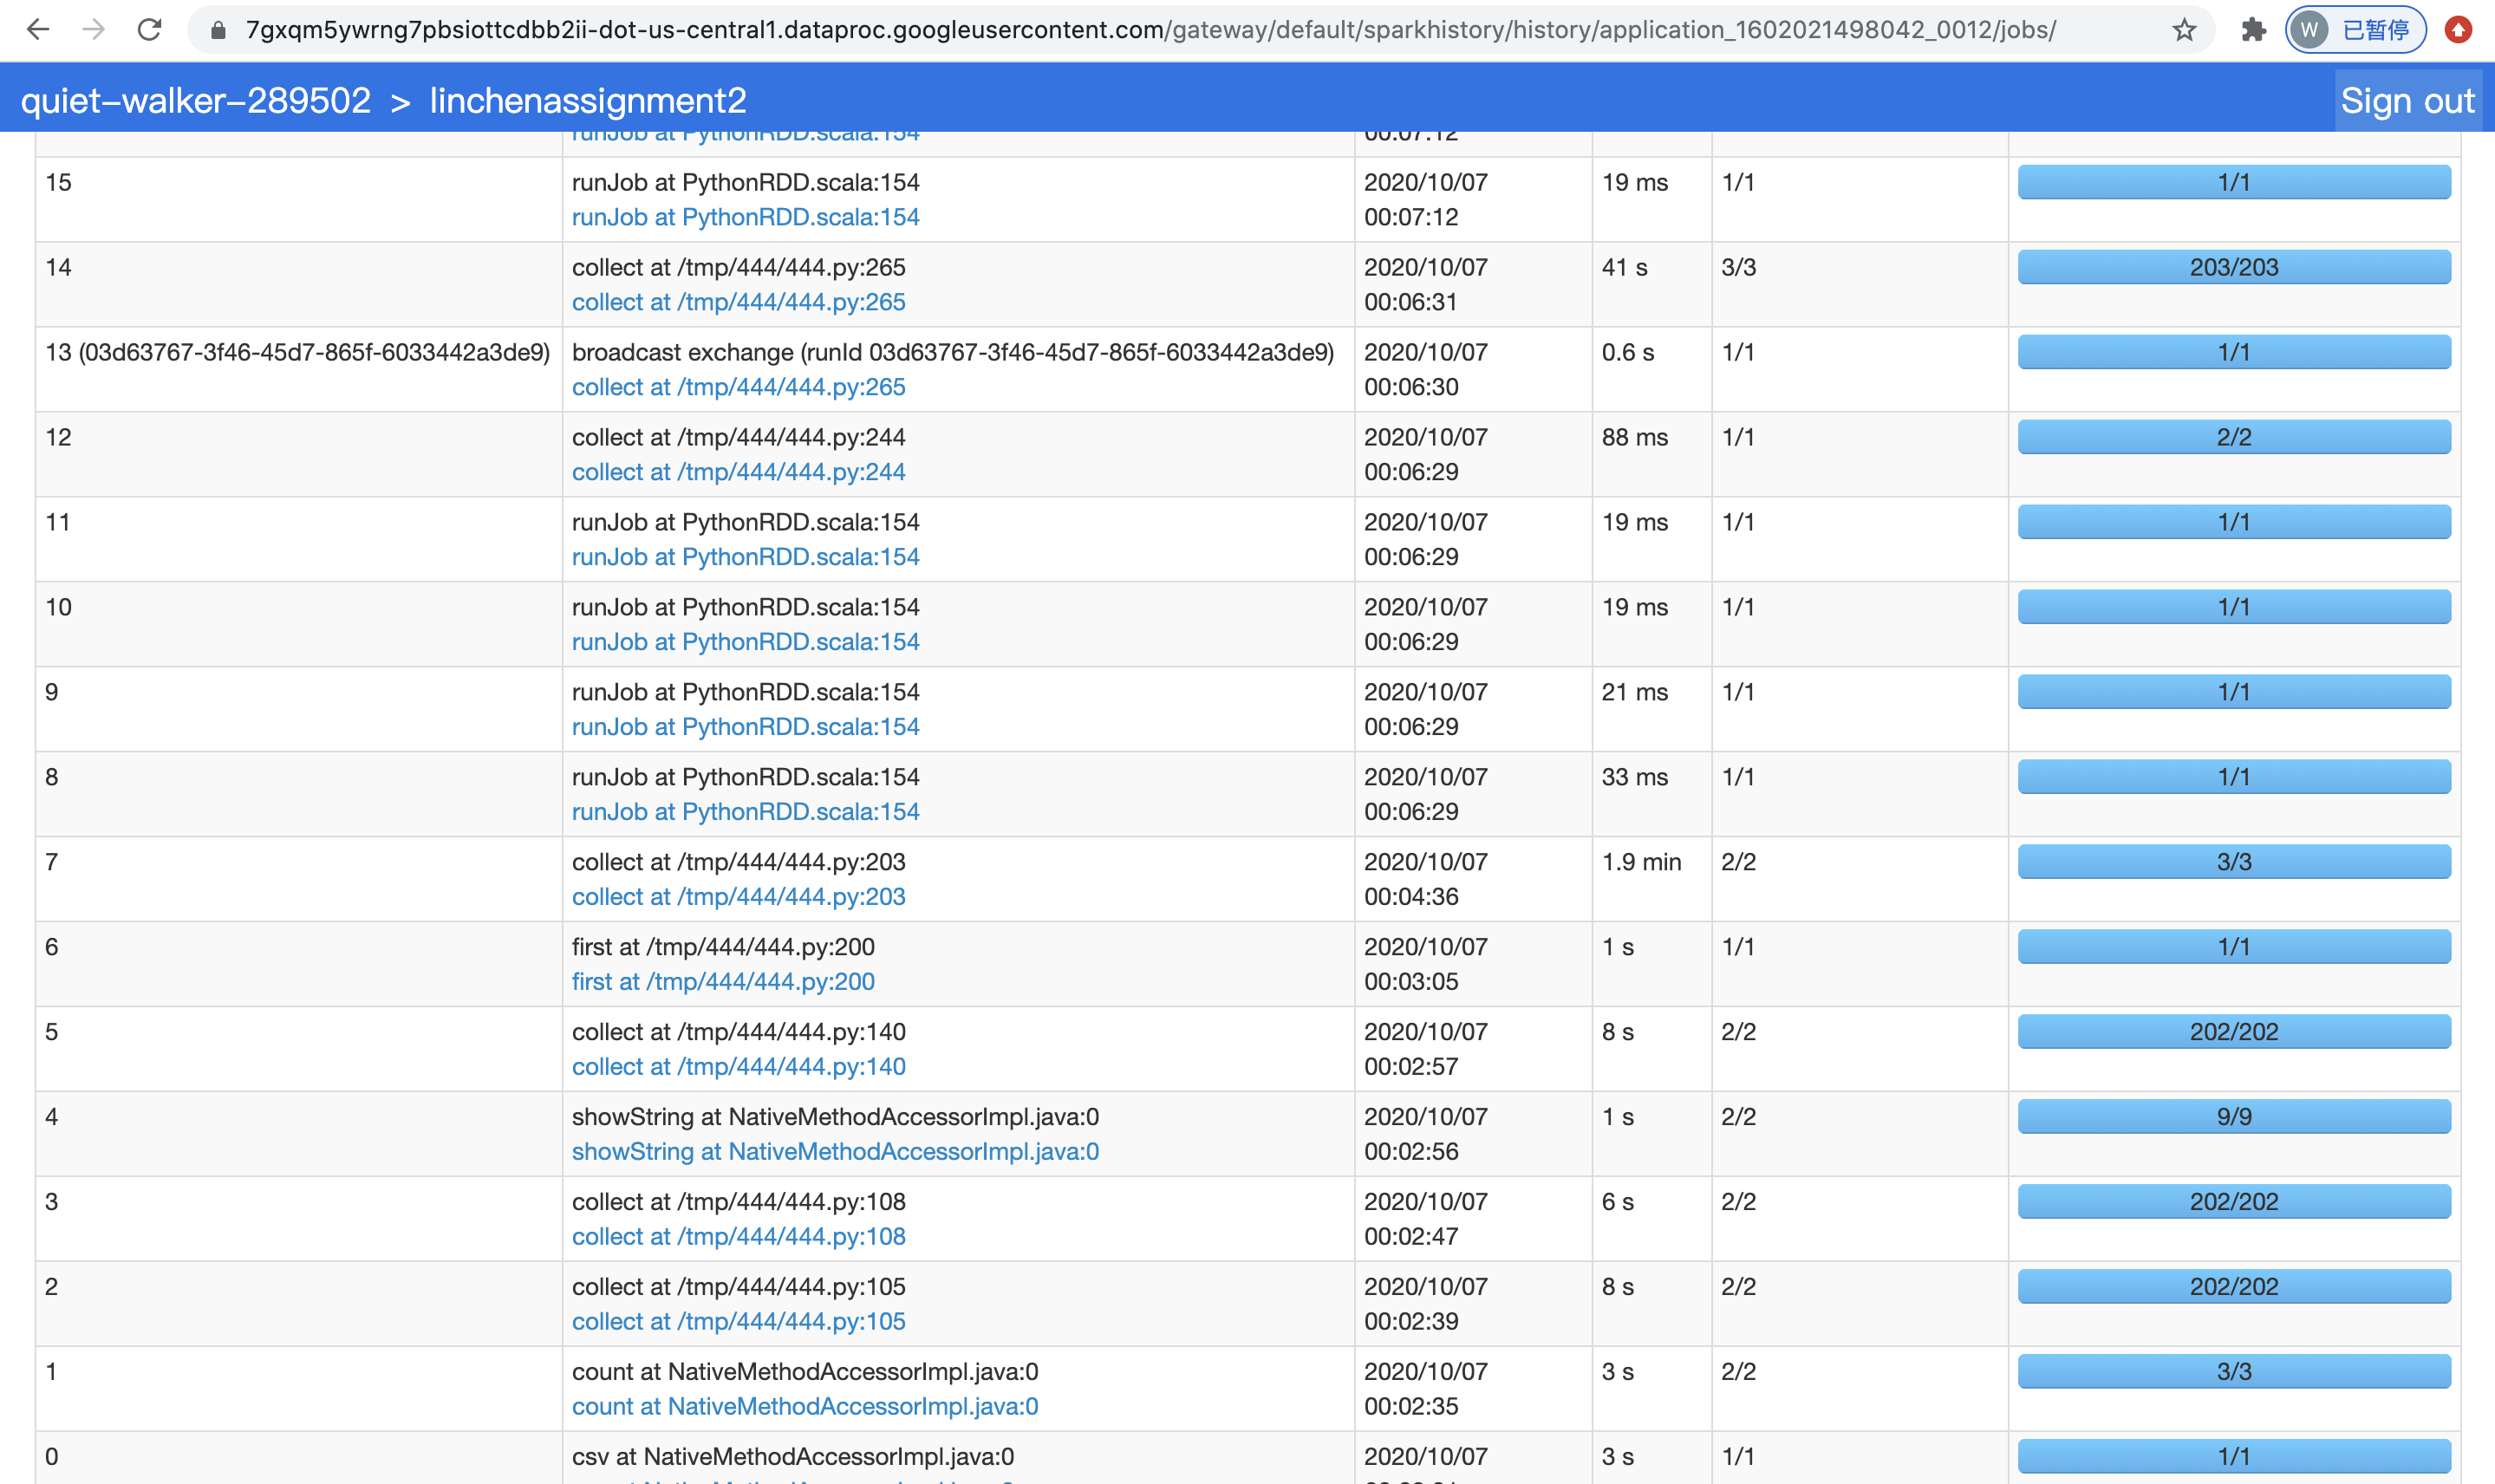 7gxqm5ywrng7pbsiottcdbb2ii-dot-us-central1.dataproc.googleusercontent.com/gateway/default/sparkhistory/history/application_1602021498042_0012/jobs/ W 已暂停
quiet-walker-289502 > linchenassignment2 Sign out
runJob at PythonRDD.scala:154 00:07:12
15 runJob at PythonRDD.scala:154 2020/10/07 19 ms 1/1 1/1
runJob at PythonRDD.scala:154 00:07:12
14 collect at /tmp/444/444.py:265 2020/10/07 41 s 3/3 203/203
collect at /tmp/444/444.py:265 00:06:31
13 (03d63767-3f46-45d7-865f-6033442a3de9) broadcast exchange (runId 03d63767-3f46-45d7-865f-6033442a3de9) 2020/10/07 0.6 s 1/1 1/1
collect at /tmp/444/444.py:265 00:06:30
12 collect at /tmp/444/444.py:244 2020/10/07 88 ms 1/1 2/2
collect at /tmp/444/444.py:244 00:06:29
11 runJob at PythonRDD.scala:154 2020/10/07 19 ms 1/1 1/1
runJob at PythonRDD.scala:154 00:06:29
10 runJob at PythonRDD.scala:154 2020/10/07 19 ms 1/1 1/1
runJob at PythonRDD.scala:154 00:06:29
9 runJob at PythonRDD.scala:154 2020/10/07 21 ms 1/1 1/1
runJob at PythonRDD.scala:154 00:06:29
8 runJob at PythonRDD.scala:154 2020/10/07 33 ms 1/1 1/1
runJob at PythonRDD.scala:154 00:06:29
7 collect at /tmp/444/444.py:203 2020/10/07 1.9 min 2/2 3/3
collect at /tmp/444/444.py:203 00:04:36
6 first at /tmp/444/444.py:200 2020/10/07 1 s 1/1 1/1
first at /tmp/444/444.py:200 00:03:05
5 collect at /tmp/444/444.py:140 2020/10/07 8 s 2/2 202/202
collect at /tmp/444/444.py:140 00:02:57
4 showString at NativeMethodAccessorImpl.java:0 2020/10/07 1 s 2/2 9/9
showString at NativeMethodAccessorImpl.java:0 00:02:56
3 collect at /tmp/444/444.py:108 2020/10/07 6 s 2/2 202/202
collect at /tmp/444/444.py:108 00:02:47
2 collect at /tmp/444/444.py:105 2020/10/07 8 s 2/2 202/202
collect at /tmp/444/444.py:105 00:02:39
1 count at NativeMethodAccessorImpl.java:0 2020/10/07 3 s 2/2 3/3
count at NativeMethodAccessorImpl.java:0 00:02:35
0 csv at NativeMethodAccessorImpl.java:0 2020/10/07 3 s 1/1 1/1